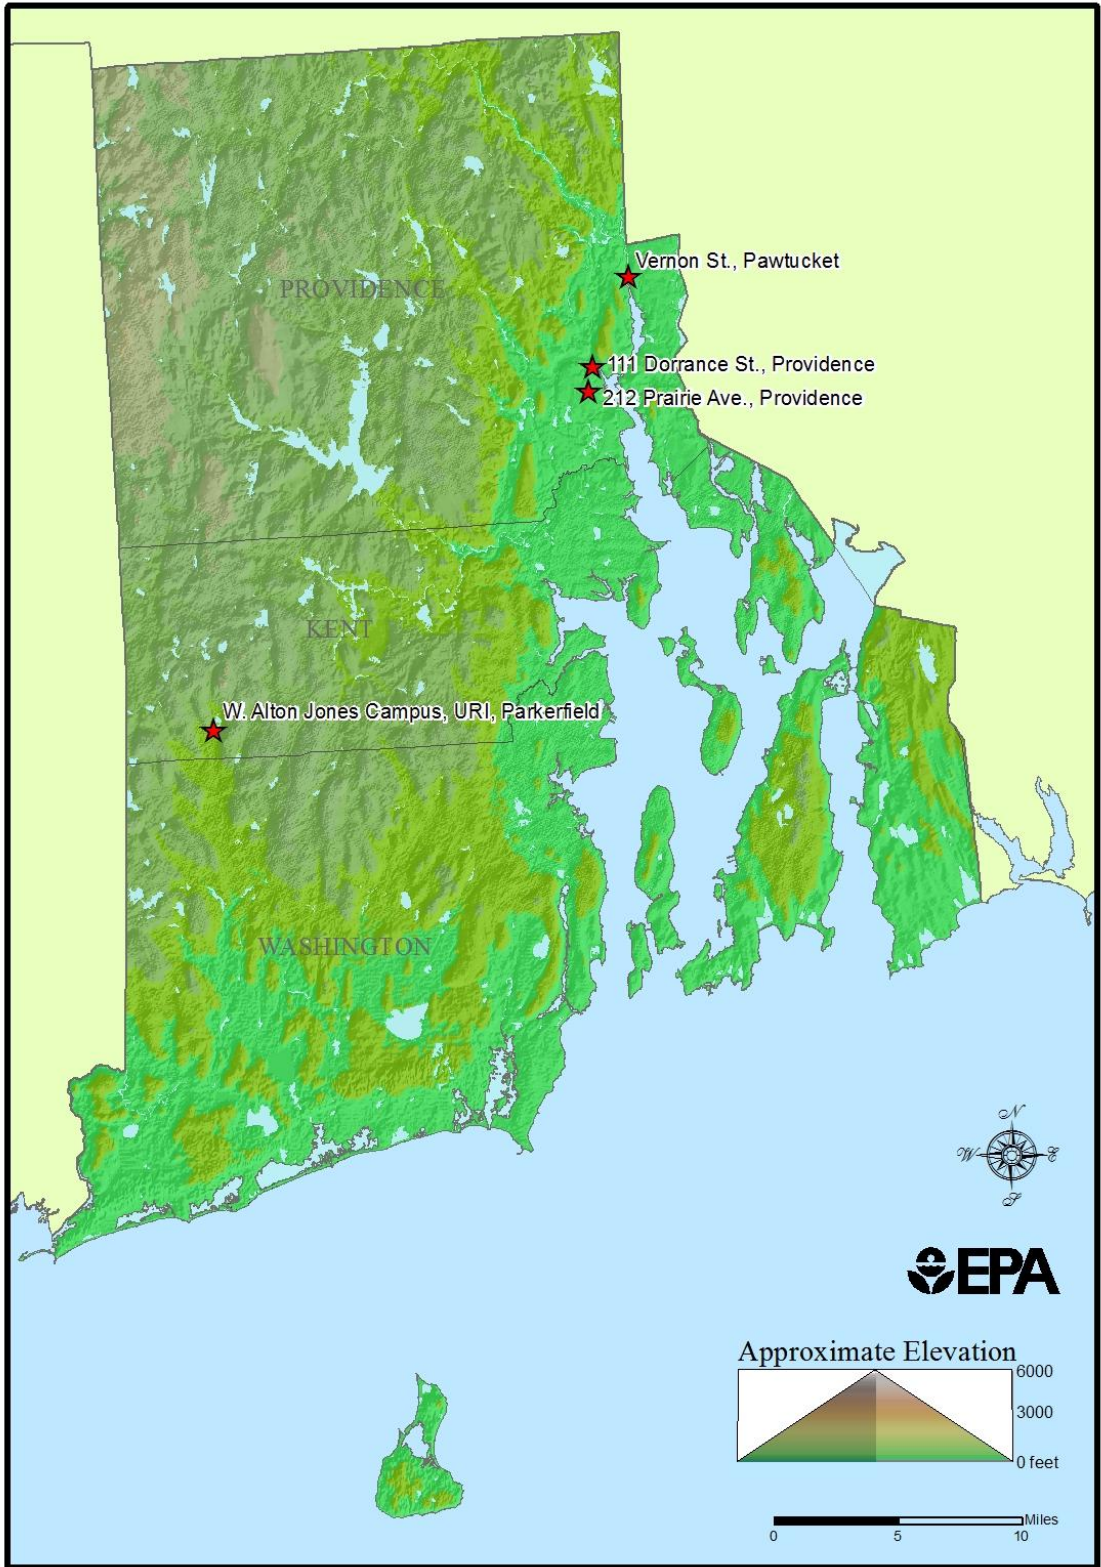 Vernon St., Pawtucket
PROVIDENCE
111 Dorrance St., Providence
212 Prairie Ave., Providence
KENT
W. Alton Jones Campus, URI, Parkerfield
WASHINGTON
N
W E
S
EPA
Approximate Elevation
6000
3000
0 feet
Miles
0 5 10